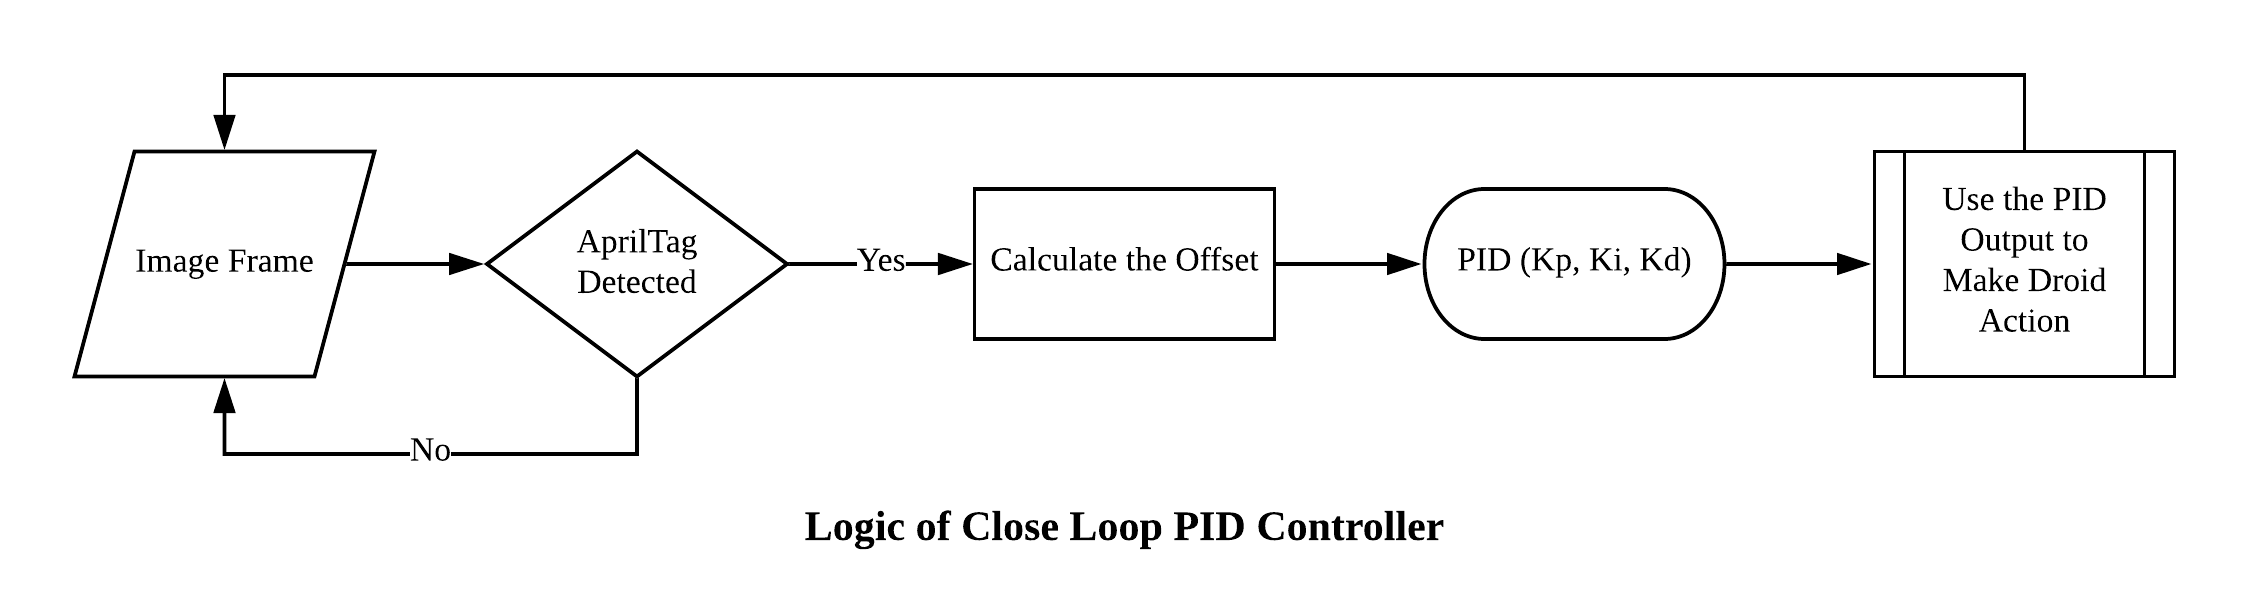 Image Frame
AprilTag
Detected
Yes
Calculate the Offset
PID (Kp, Ki, Kd)
Use the PID
Output to
Make Droid
Action
No
Logic of Close Loop PID Controller